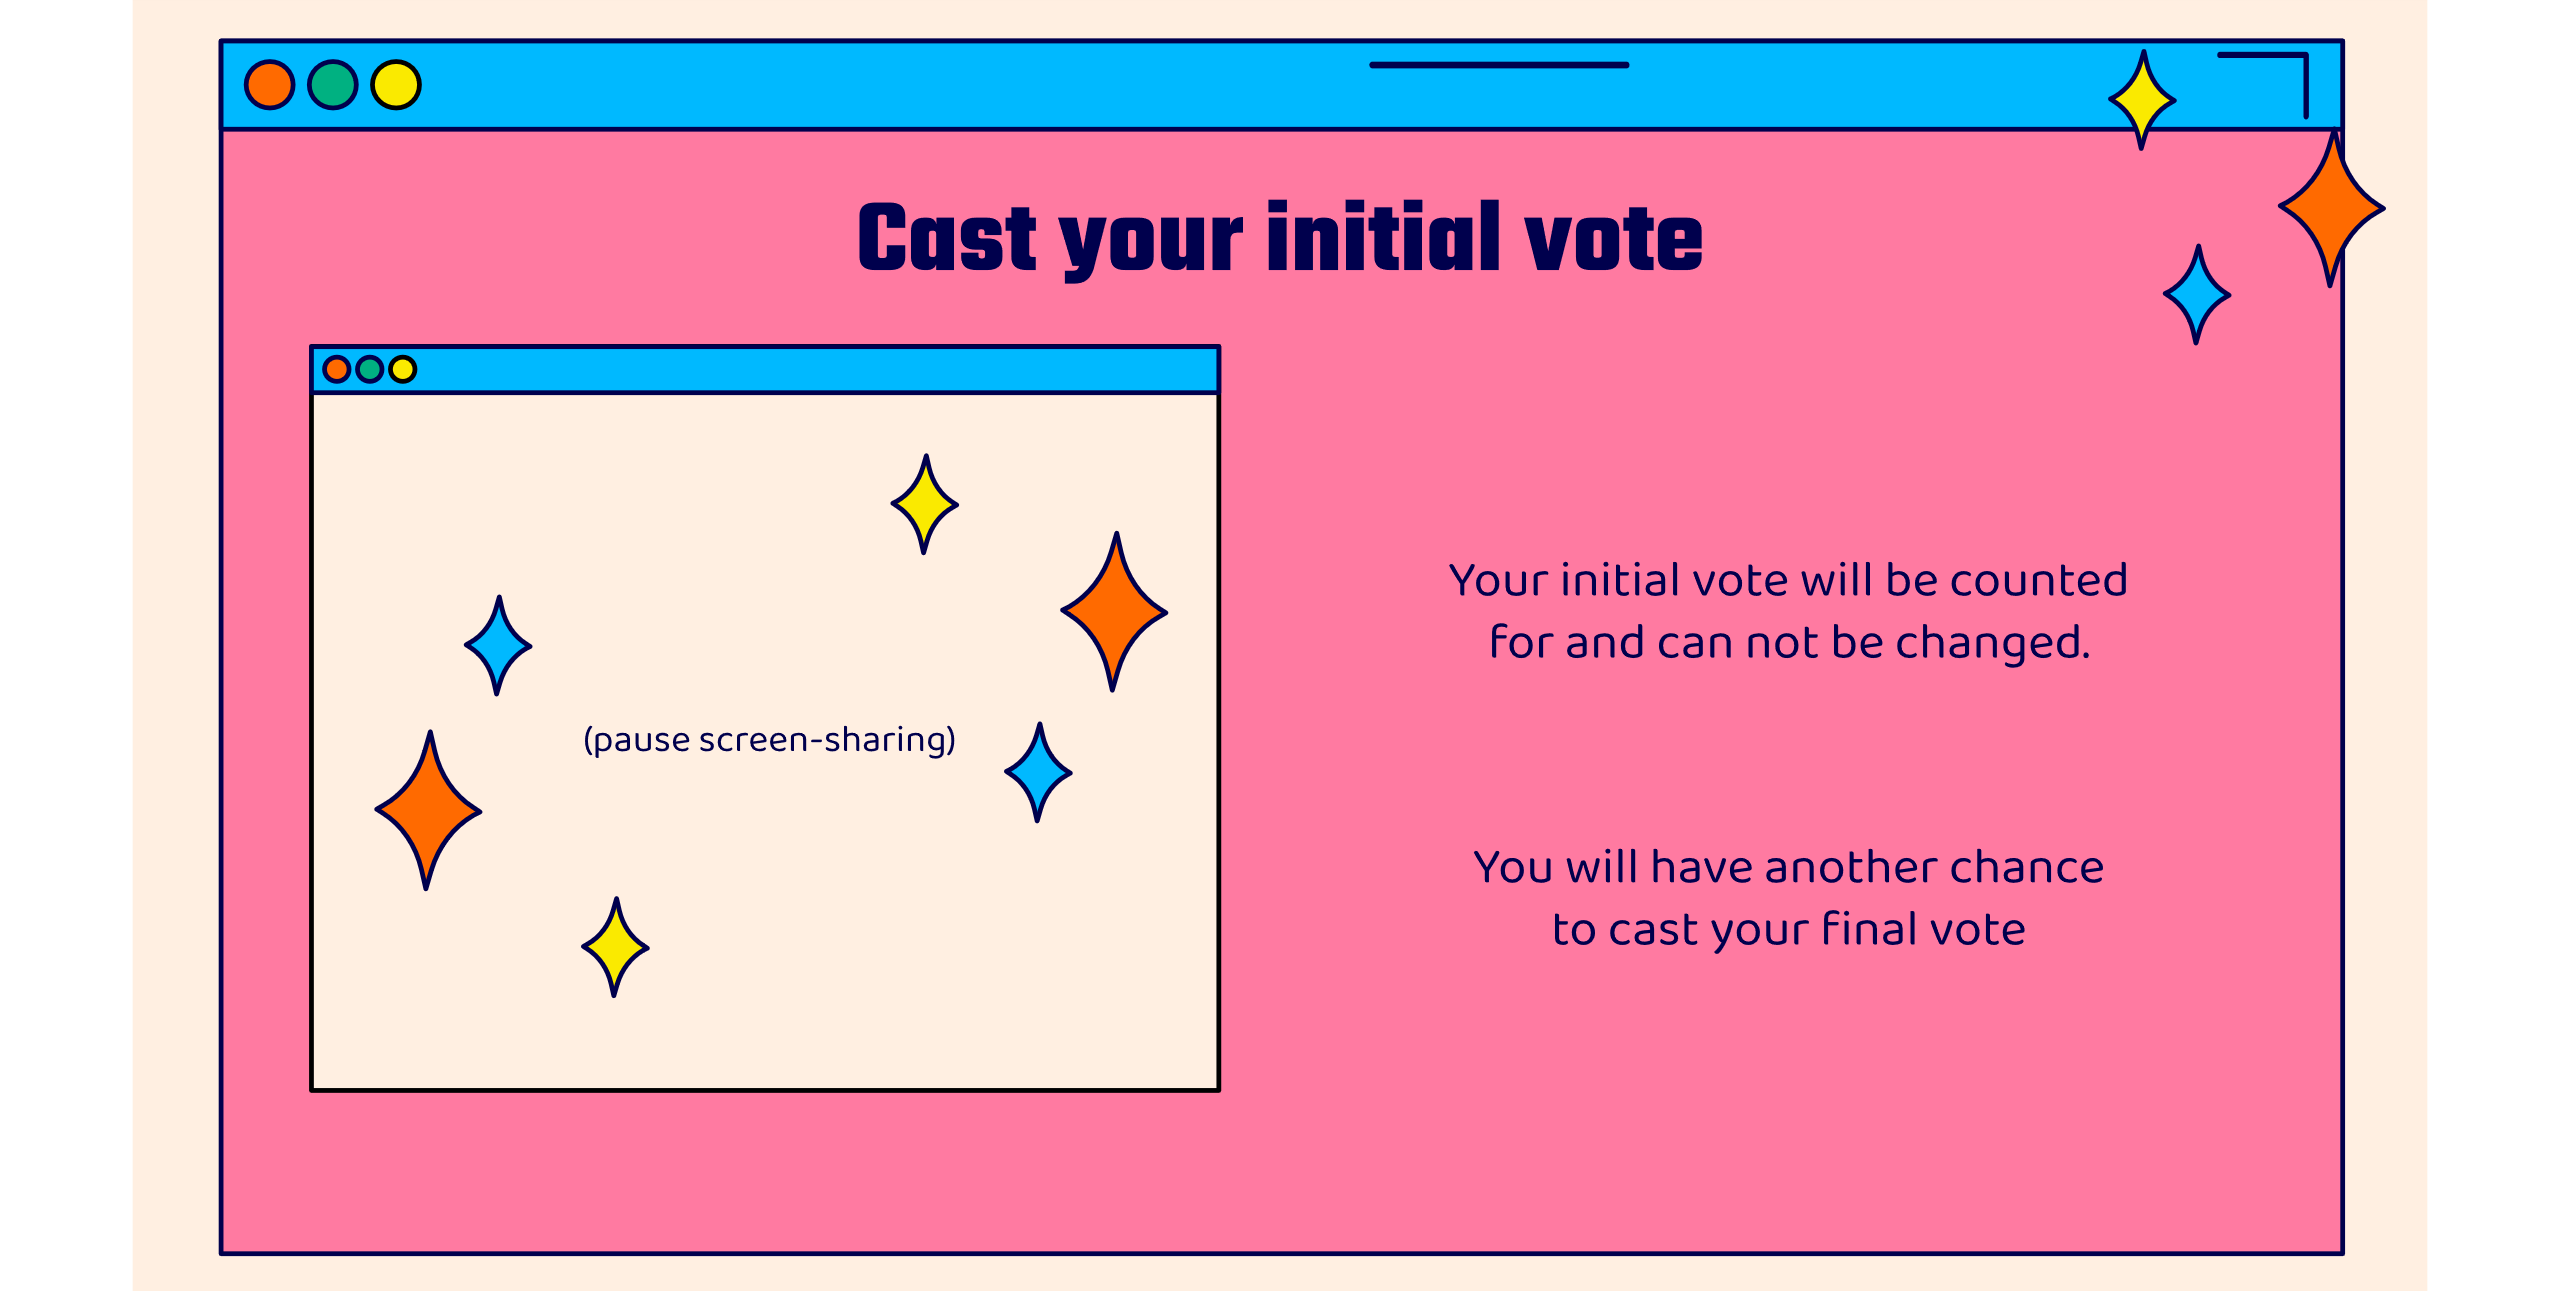 Cast your initial vote
(pause screen-sharing)
Your initial vote will be counted
for and can not be changed.
You will have another chance
to cast your final vote